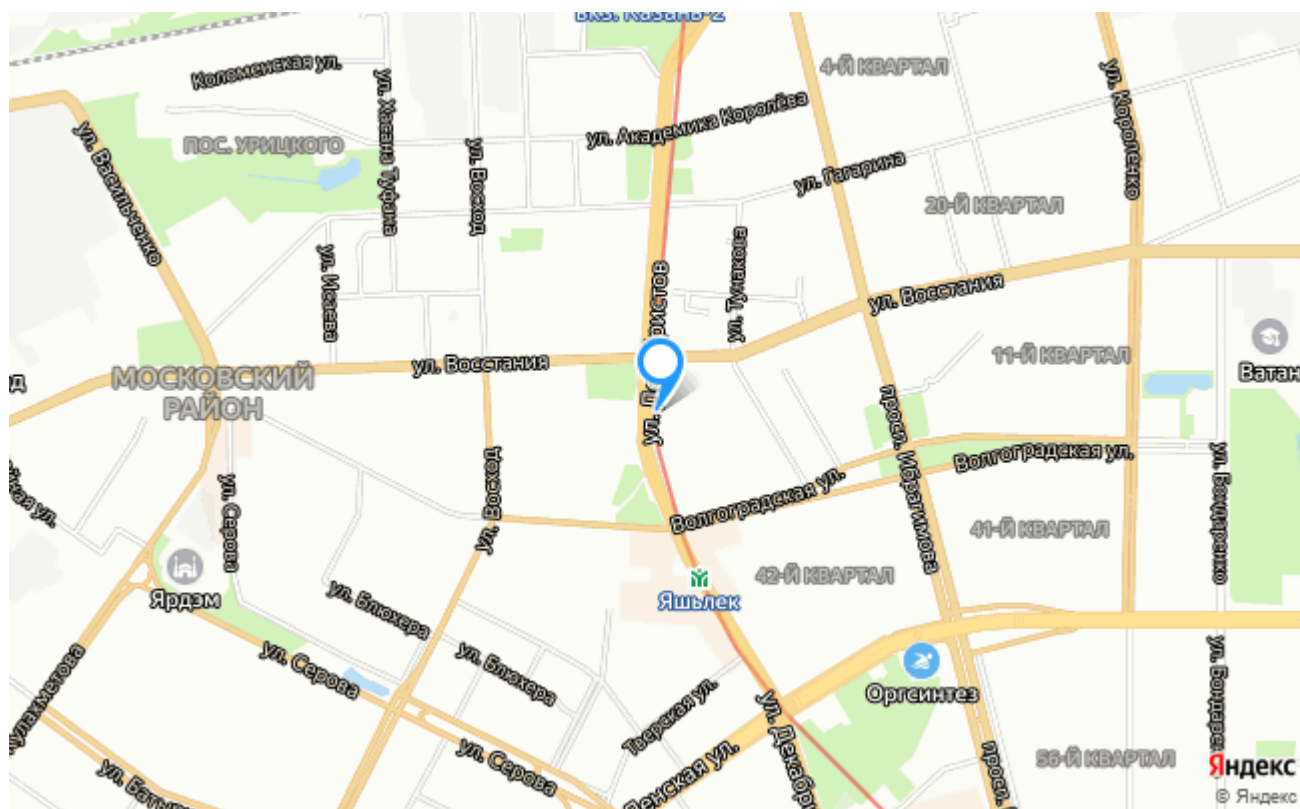 Вкз. Казань-2
Коломенская ул.
4-Й КВАРТАЛ
ул. Академика Королёва
ПОС. УРИЦКОГО
ул. Васильченко
ул. Хасана Туфана
ул. Восход
ул. Короленко
ул. Гагарина
20-Й КВАРТАЛ
ул. Исаева
ул. Тунакова
ул. Восстания
ул. Восстания
11-Й КВАРТАЛ
Ватан
МОСКОВСКИЙ
РАЙОН
просп. Ибрагимова
Волгоградская ул.
Волгоградская ул.
ул. Восход
ул. Серова
ул. Бондаренко
41-Й КВАРТАЛ
42-Й КВАРТАЛ
Яшьлек
Ярдэм
ул. Блюхера
ул. Блюхера
ул. Серова
Оргсинтез
Тверская ул.
ул. Серова
56-Й КВАРТАЛ
просп.
Яндекс
© Яндекс